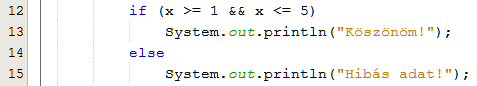 12 if (x >= 1 && x <= 5)
13 System.out.println("Köszönöm!");
14 else
15 System.out.println("Hibás adat!");